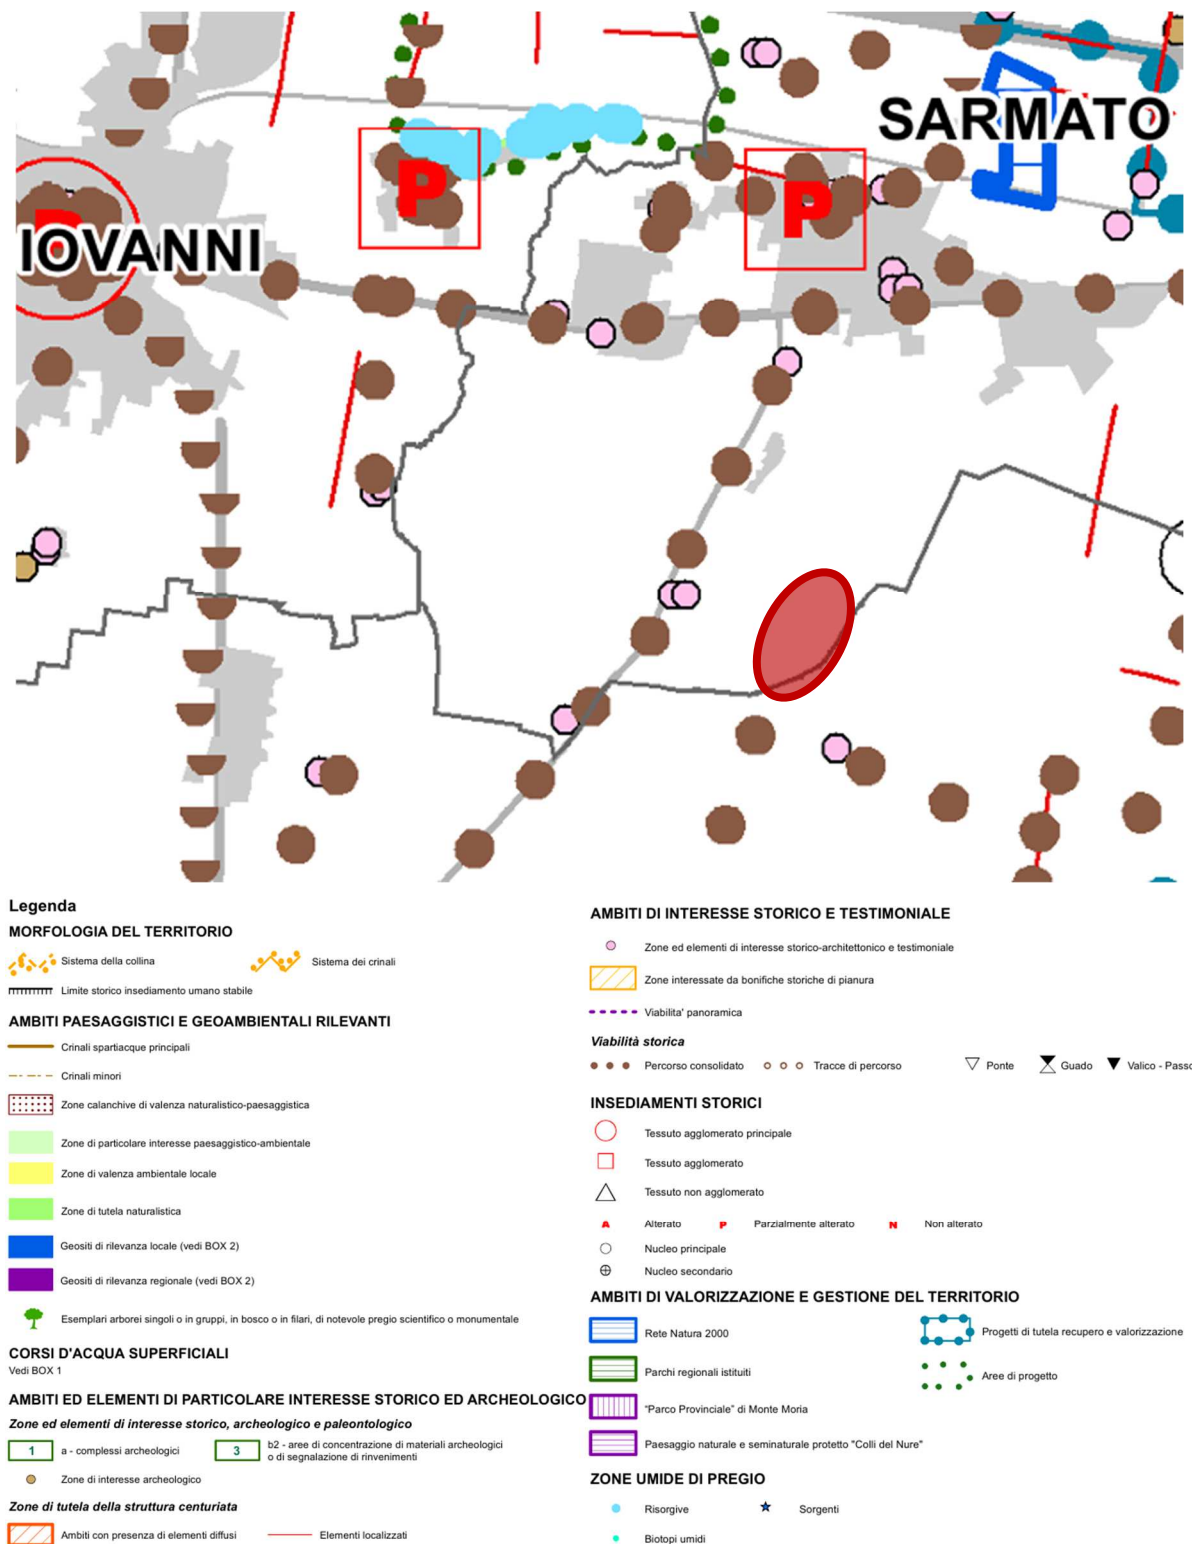 SARMATO
P
P
IOVANNI
Legenda
MORFOLOGIA DEL TERRITORIO
Sistema della collina
Sistema dei crinali
Limite storico insediamento umano stabile
AMBITI PAESAGGISTICI E GEOAMBIENTALI RILEVANTI
Crinali spartiacque principali
Crinali minori
Zone calanchive di valenza naturalistico-paesaggistica
Zone di particolare interesse paesaggistico-ambientale
Zone di valenza ambientale locale
Zone di tutela naturalistica
Geositi di rilevanza locale (vedi BOX 2)
Geositi di rilevanza regionale (vedi BOX 2)
Esemplari arborei singoli o in gruppi, in bosco o in filari, di notevole pregio scientifico o monumentale
CORSI D'ACQUA SUPERFICIALI
Vedi BOX 1
AMBITI ED ELEMENTI DI PARTICOLARE INTERESSE STORICO ED ARCHEOLOGICO
Zone ed elementi di interesse storico, archeologico e paleontologico
1 a - complessi archeologici
3 b2 - aree di concentrazione di materiali archeologici
o di segnalazione di rinvenimenti
Zone di interesse archeologico
Zone di tutela della struttura centuriata
Ambiti con presenza di elementi diffusi
Elementi localizzati
AMBITI DI INTERESSE STORICO E TESTIMONIALE
Zone ed elementi di interesse storico-architettonico e testimoniale
Zone interessate da bonifiche storiche di pianura
Viabilita' panoramica
Viabilità storica
Percorso consolidato
Tracce di percorso
Ponte
Guado
Valico - Passo
INSEDIAMENTI STORICI
Tessuto agglomerato principale
Tessuto agglomerato
Tessuto non agglomerato
A Alterato
P Parzialmente alterato
N Non alterato
Nucleo principale
Nucleo secondario
AMBITI DI VALORIZZAZIONE E GESTIONE DEL TERRITORIO
Rete Natura 2000
Progetti di tutela recupero e valorizzazione
Parchi regionali istituiti
Aree di progetto
"Parco Provinciale" di Monte Moria
Paesaggio naturale e seminaturale protetto "Colli del Nure"
ZONE UMIDE DI PREGIO
Risorgive
Sorgenti
Biotopi umidi